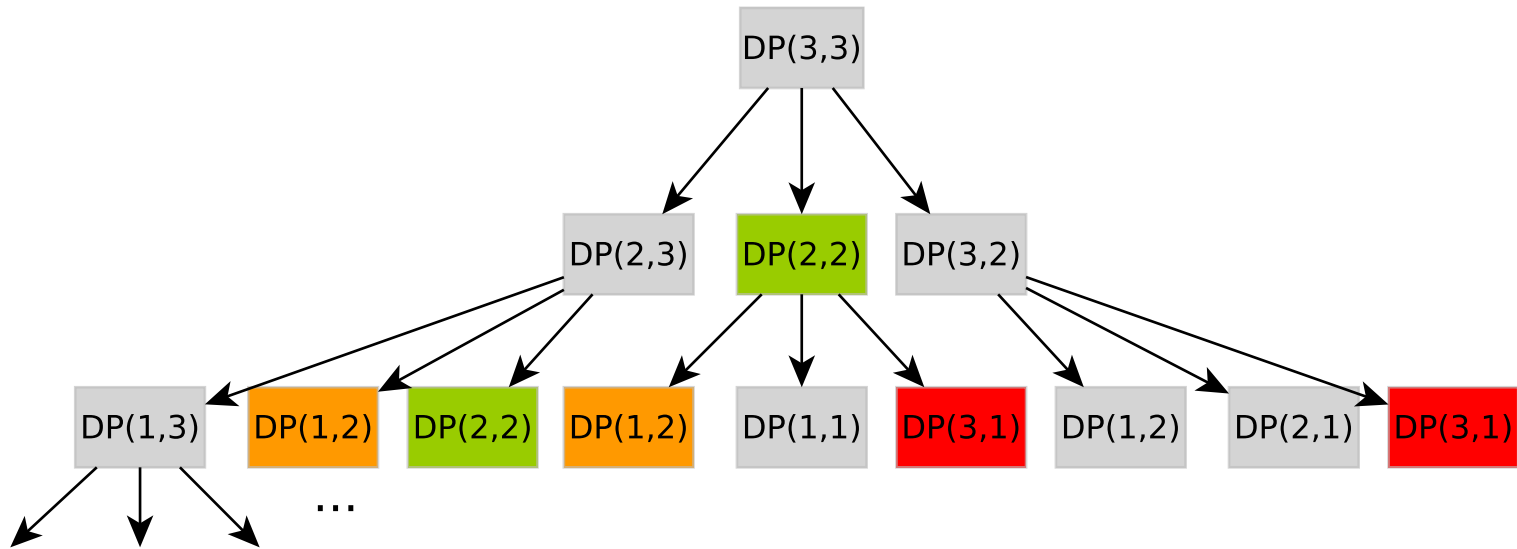 DP(3,3)
DP(2,3) DP(2,2) DP(3,2)
DP(1,3) DP(1,2) DP(2,2) DP(1,2) DP(1,1) DP(3,1) DP(1,2) DP(2,1) DP(3,1)
...